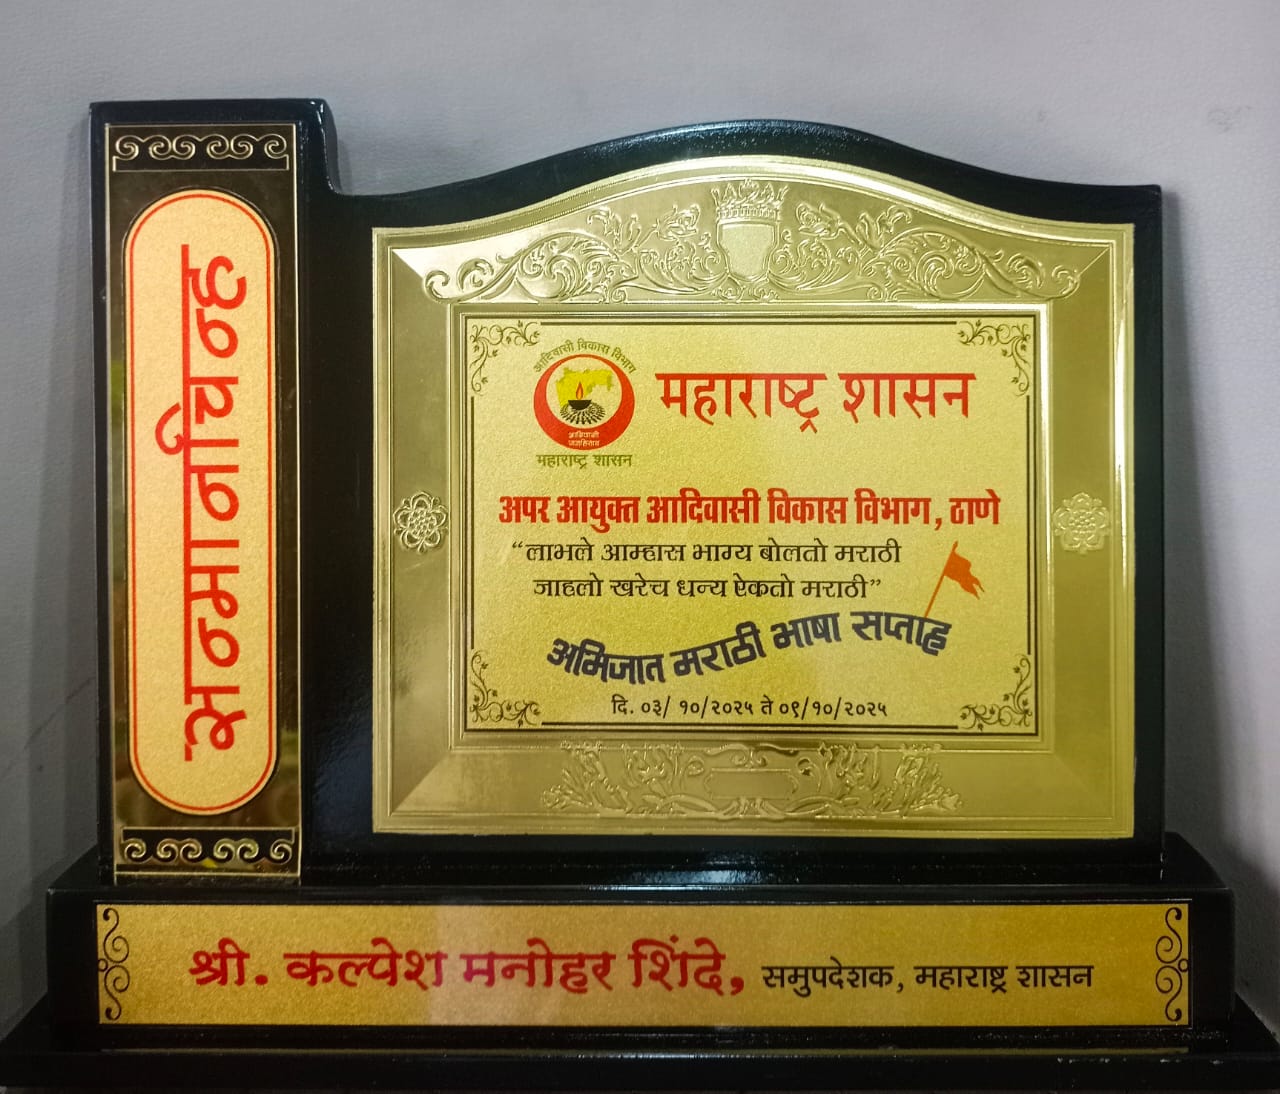 सन्मानचिन्ह
आदिवासी विकास विभाग
महाराष्ट्र शासन
महाराष्ट्र शासन
अपर आयुक्त आदिवासी विकास विभाग, ठाणे
“लाभले आम्हास भाग्य बोलतो मराठी
जाहलो खरेच धन्य ऐकतो मराठी”
अभिजात मराठी भाषा सप्ताह
दि. ०३/ १०/२०२५ ते ०९/१०/२०२५
श्री. कल्पेश मनोहर शिंदे, समुपदेशक, महाराष्ट्र शासन